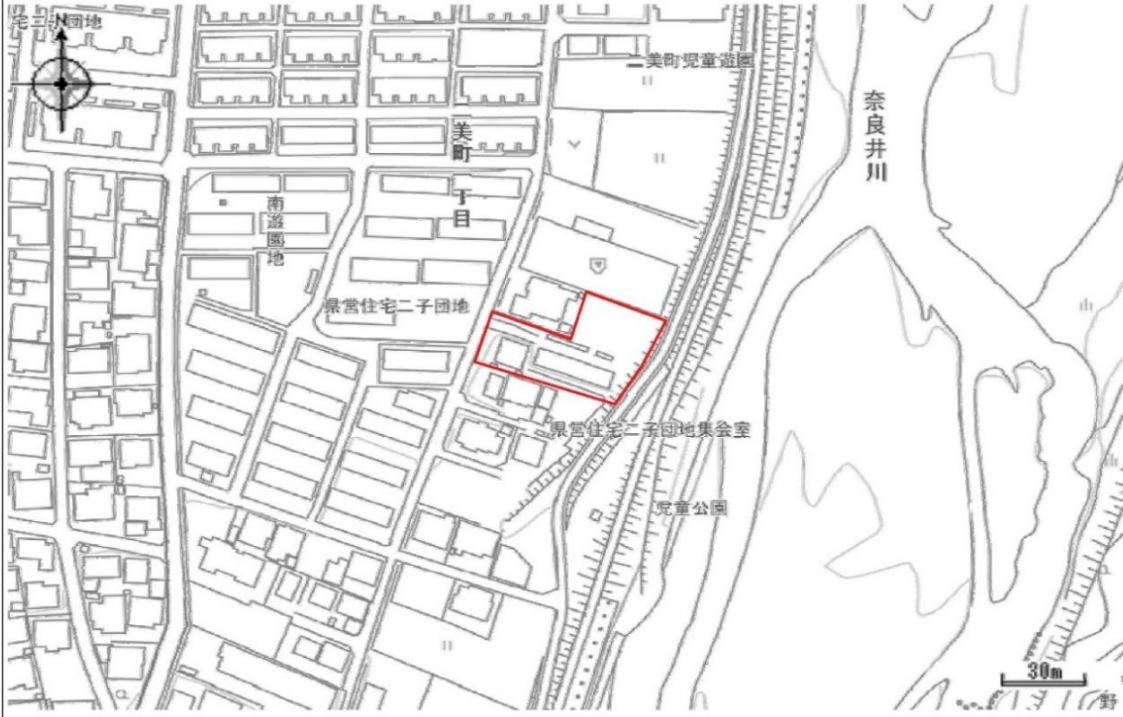 宅二子団地
N
二美町児童遊園
奈良井川
二美町一丁目
南遊園地
県営住宅二子団地
県営住宅二子団地集会室
児童公園
30m
野